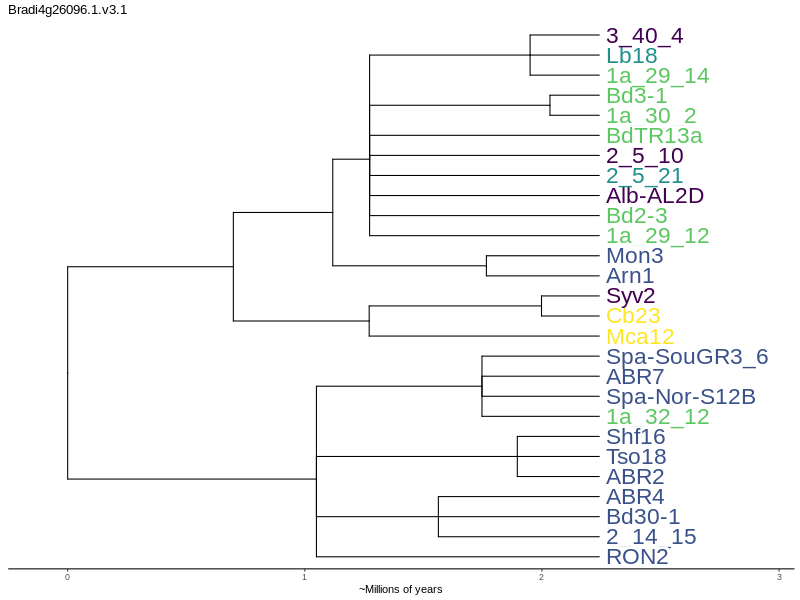 Bradi4g26096.1.v3.1
3_40_4
Lb18
1a_29_14
Bd3-1
1a_30_2
BdTR13a
2_5_10
2_5_21
Alb-AL2D
Bd2-3
1a_29_12
Mon3
Arn1
Syv2
Cb23
Mca12
Spa-SouGR3_6
ABR7
Spa-Nor-S12B
1a_32_12
Shf16
Tso18
ABR2
ABR4
Bd30-1
2_14_15
RON2
0 1 2 3
~Millions of years